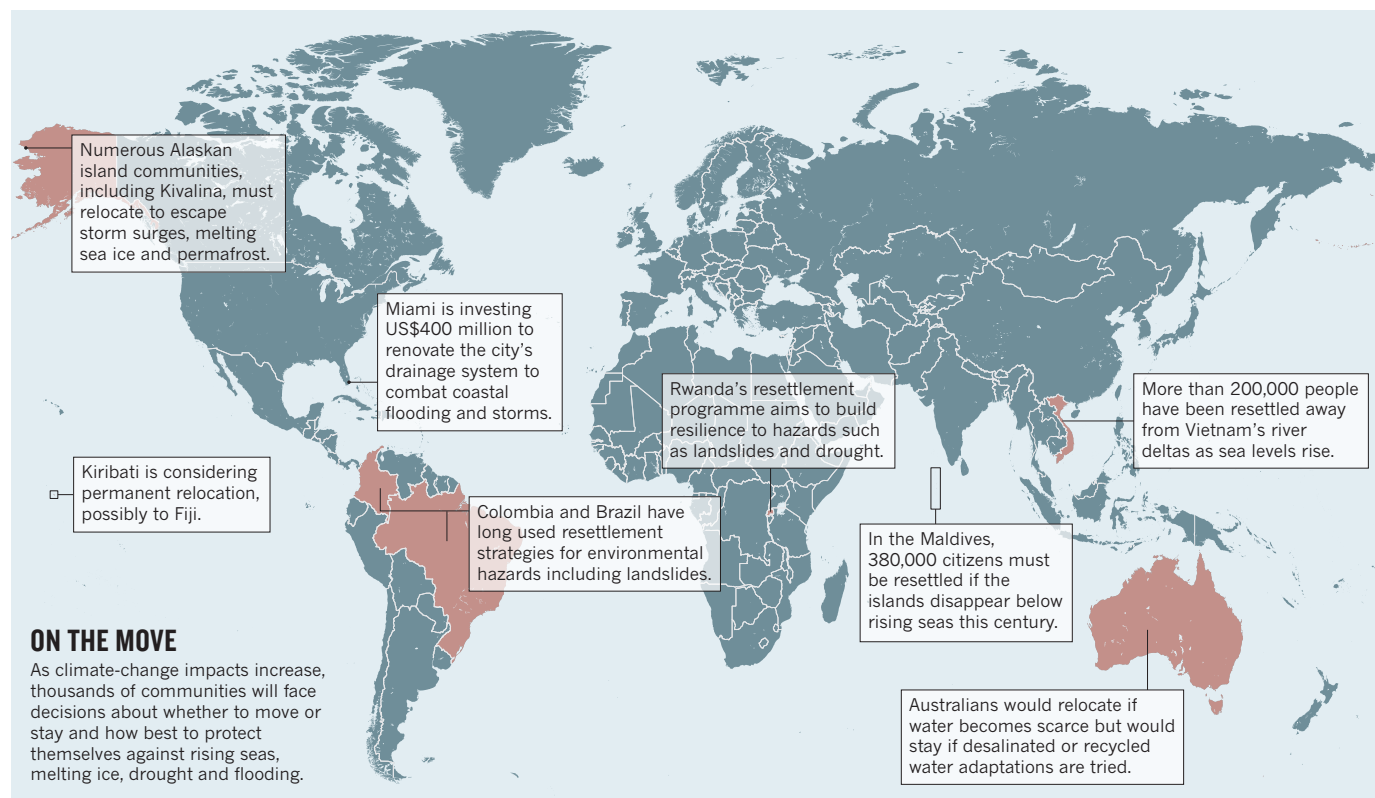 Numerous Alaskan
island communities,
including Kivalina, must
relocate to escape
storm surges, melting
sea ice and permafrost.
Miami is investing
US$400 million to
renovate the city’s
drainage system to
combat coastal
flooding and storms.
Rwanda’s resettlement
programme aims to build
resilience to hazards such
as landslides and drought.
More than 200,000 people
have been resettled away
from Vietnam’s river
deltas as sea levels rise.
Kiribati is considering
permanent relocation,
possibly to Fiji.
Colombia and Brazil have
long used resettlement
strategies for environmental
hazards including landslides.
In the Maldives,
380,000 citizens must
be resettled if the
islands disappear below
rising seas this century.
ON THE MOVE
As climate-change impacts increase,
thousands of communities will face
decisions about whether to move or
stay and how best to protect
themselves against rising seas,
melting ice, drought and flooding.
Australians would relocate if
water becomes scarce but would
stay if desalinated or recycled
water adaptations are tried.